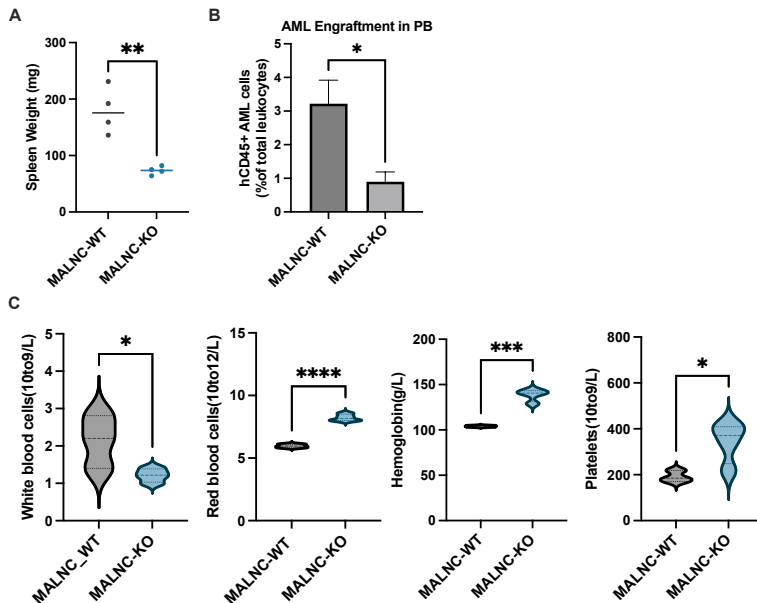 A
**
Spleen Weight (mg)
300
200
100
0
MALNC-WT
MALNC-KO
B
AML Engraftment in PB
*
hCD45+ AML cells
(%of total leukocytes)
5
4
3
2
1
0
MALNC-WT
MALNC-KO
C
*
White blood cells(10to9/L)
5
4
3
2
1
0
MALNC_WT
MALNC-KO
****
Red blood cells(10to12/L)
15
10
5
0
MALNC-WT
MALNC-KO
***
Hemoglobin(g/L)
200
150
100
50
0
MALNC-WT
MALNC-KO
*
Platelets(10to9/L)
800
600
400
200
0
MALNC-WT
MALNC-KO